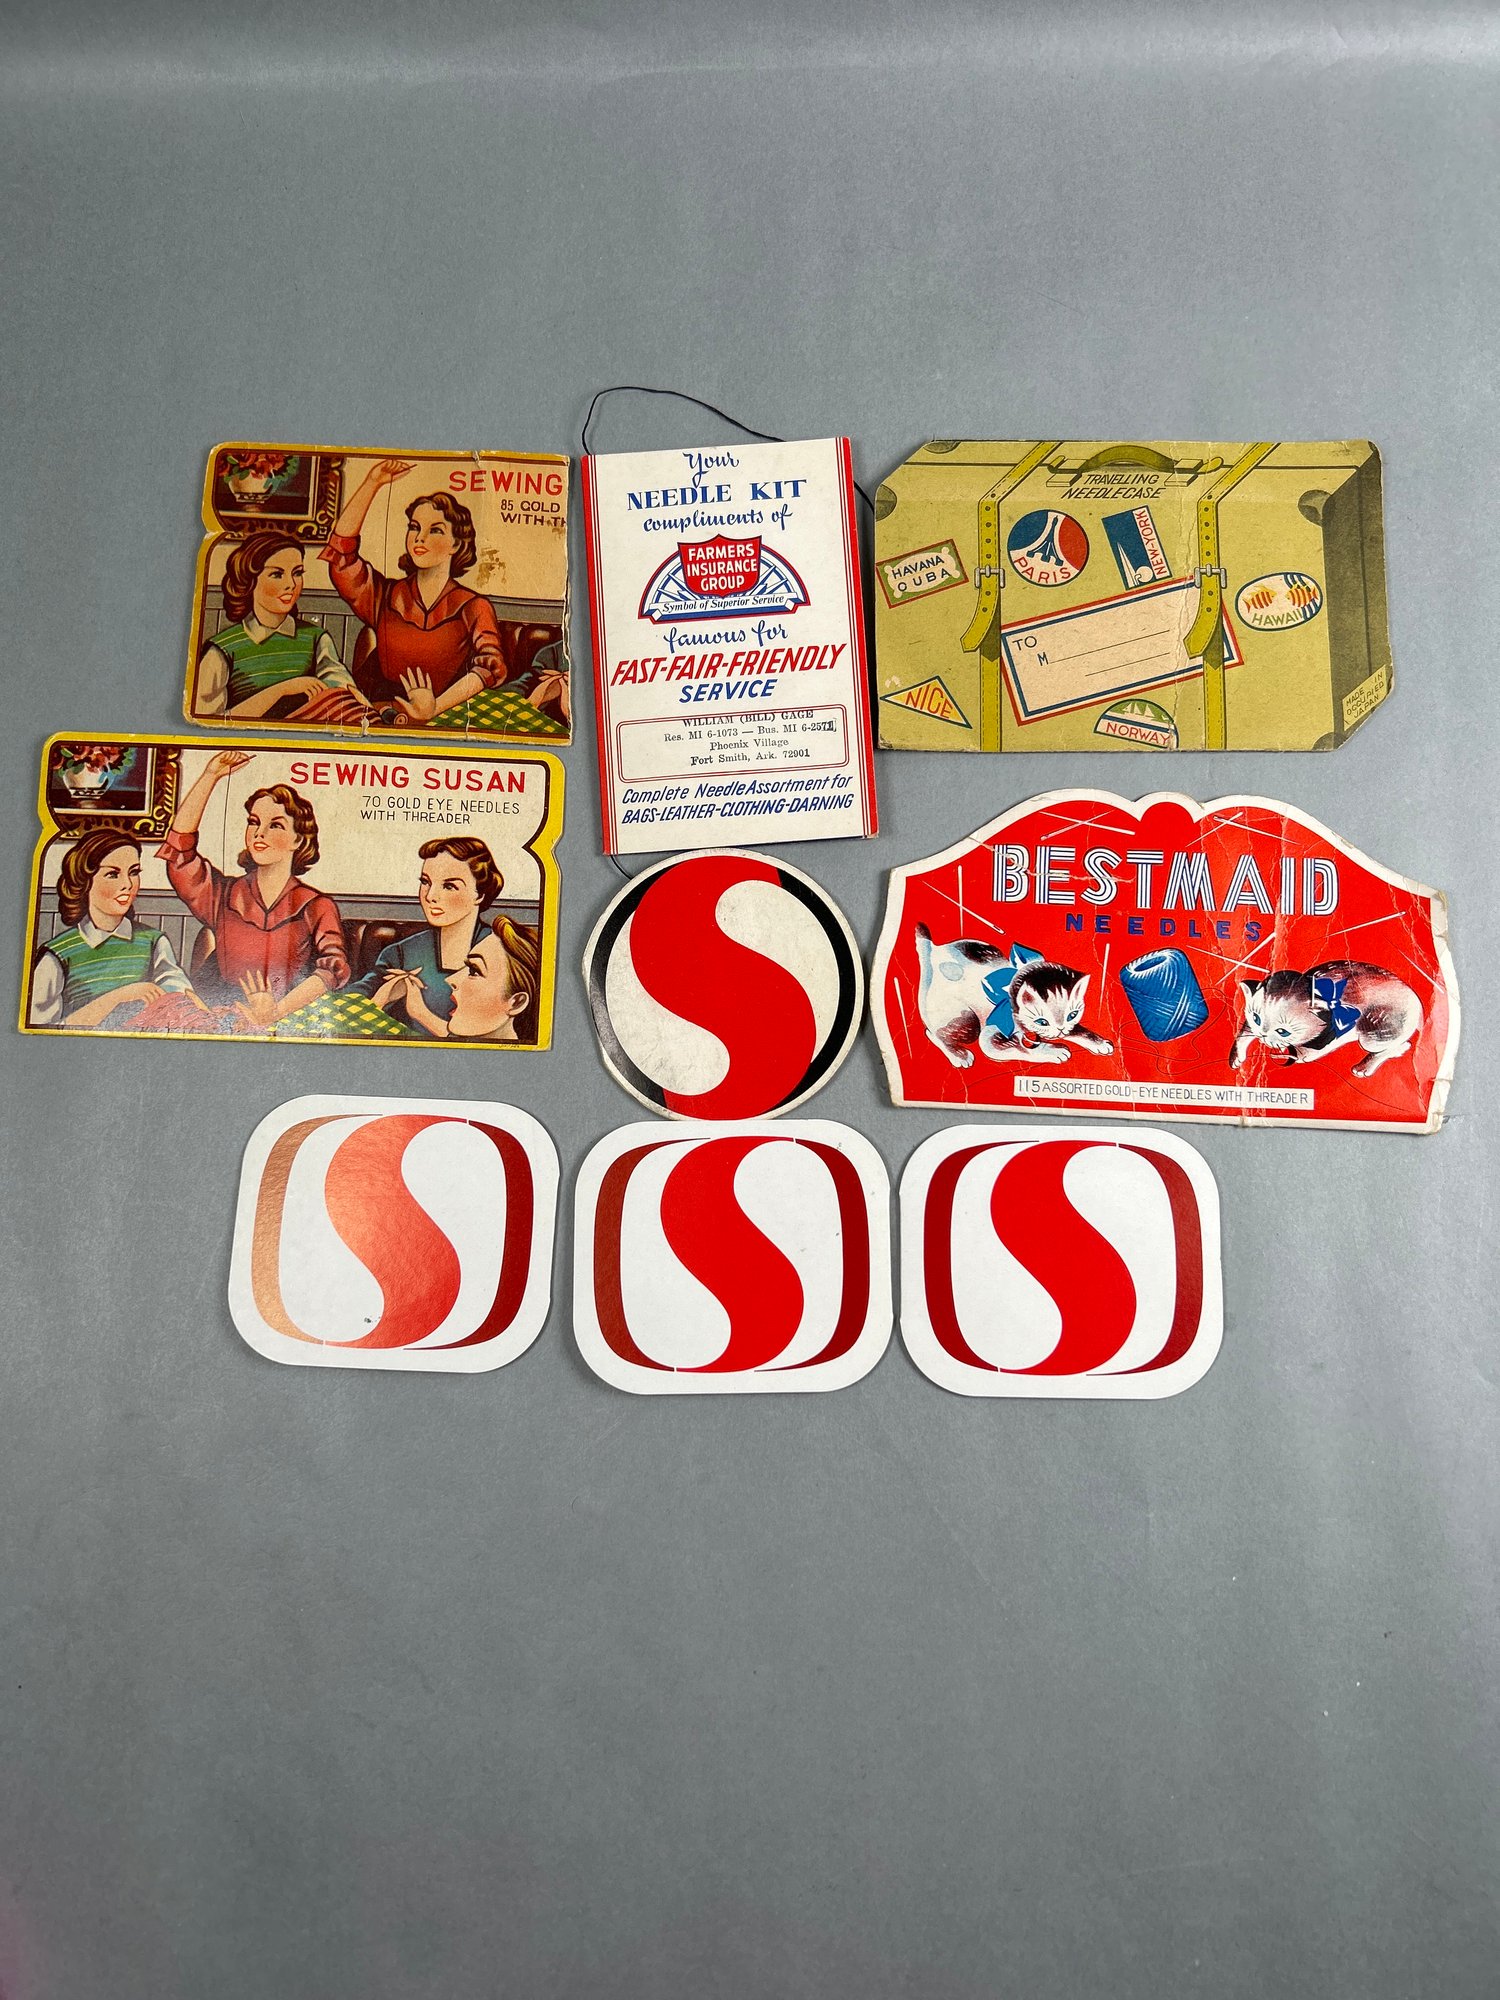 SEWING
85 GOLD
WITH TH
Your
NEEDLE KIT
compliments of
FARMERS
INSURANCE
GROUP
Symbol of Superior Service
famous for
FAST-FAIR-FRIENDLY
SERVICE
WILLIAM (BILL) GAGE
Res. MI 6-1073 — Bus. MI 6-2571
Phoenix Village
Fort Smith, Ark. 72901
Complete Needle Assortment for
BAGS-LEATHER-CLOTHING-DARNING
TRAVELLING
NEEDLECASE
HAVANA
CUBA
PARIS
NEW-YORK
HAWAII
TO
M
NICE
NORWAY
MADE IN
OCCUPIED
JAPAN
SEWING SUSAN
70 GOLD EYE NEEDLES
WITH THREADER
BESTMAID
NEEDLES
115 ASSORTED GOLD-EYE NEEDLES WITH THREADER